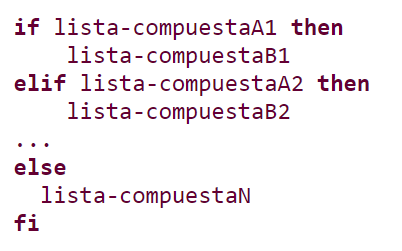 if lista-compuestaA1 then
    lista-compuestaB1
elif lista-compuestaA2 then
    lista-compuestaB2
...
else
  lista-compuestaN
fi